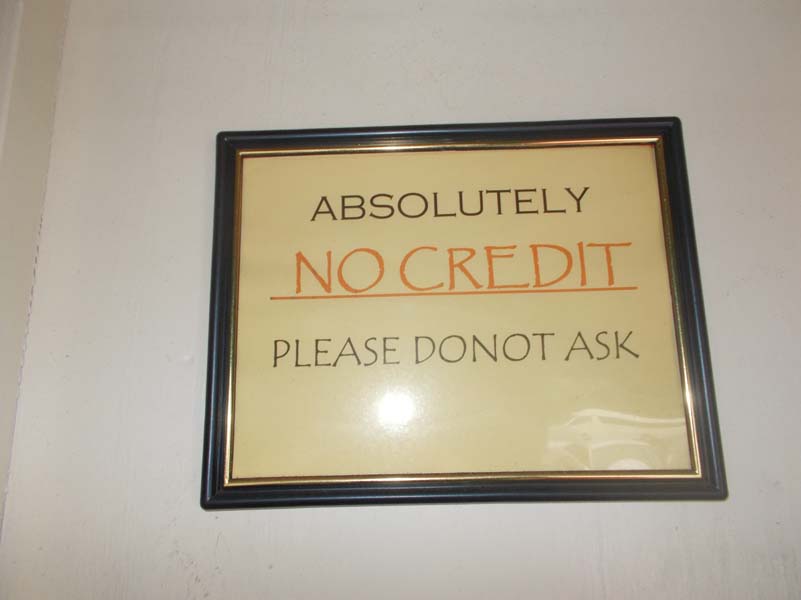 ABSOLUTELY
NO CREDIT
PLEASE DONOT ASK